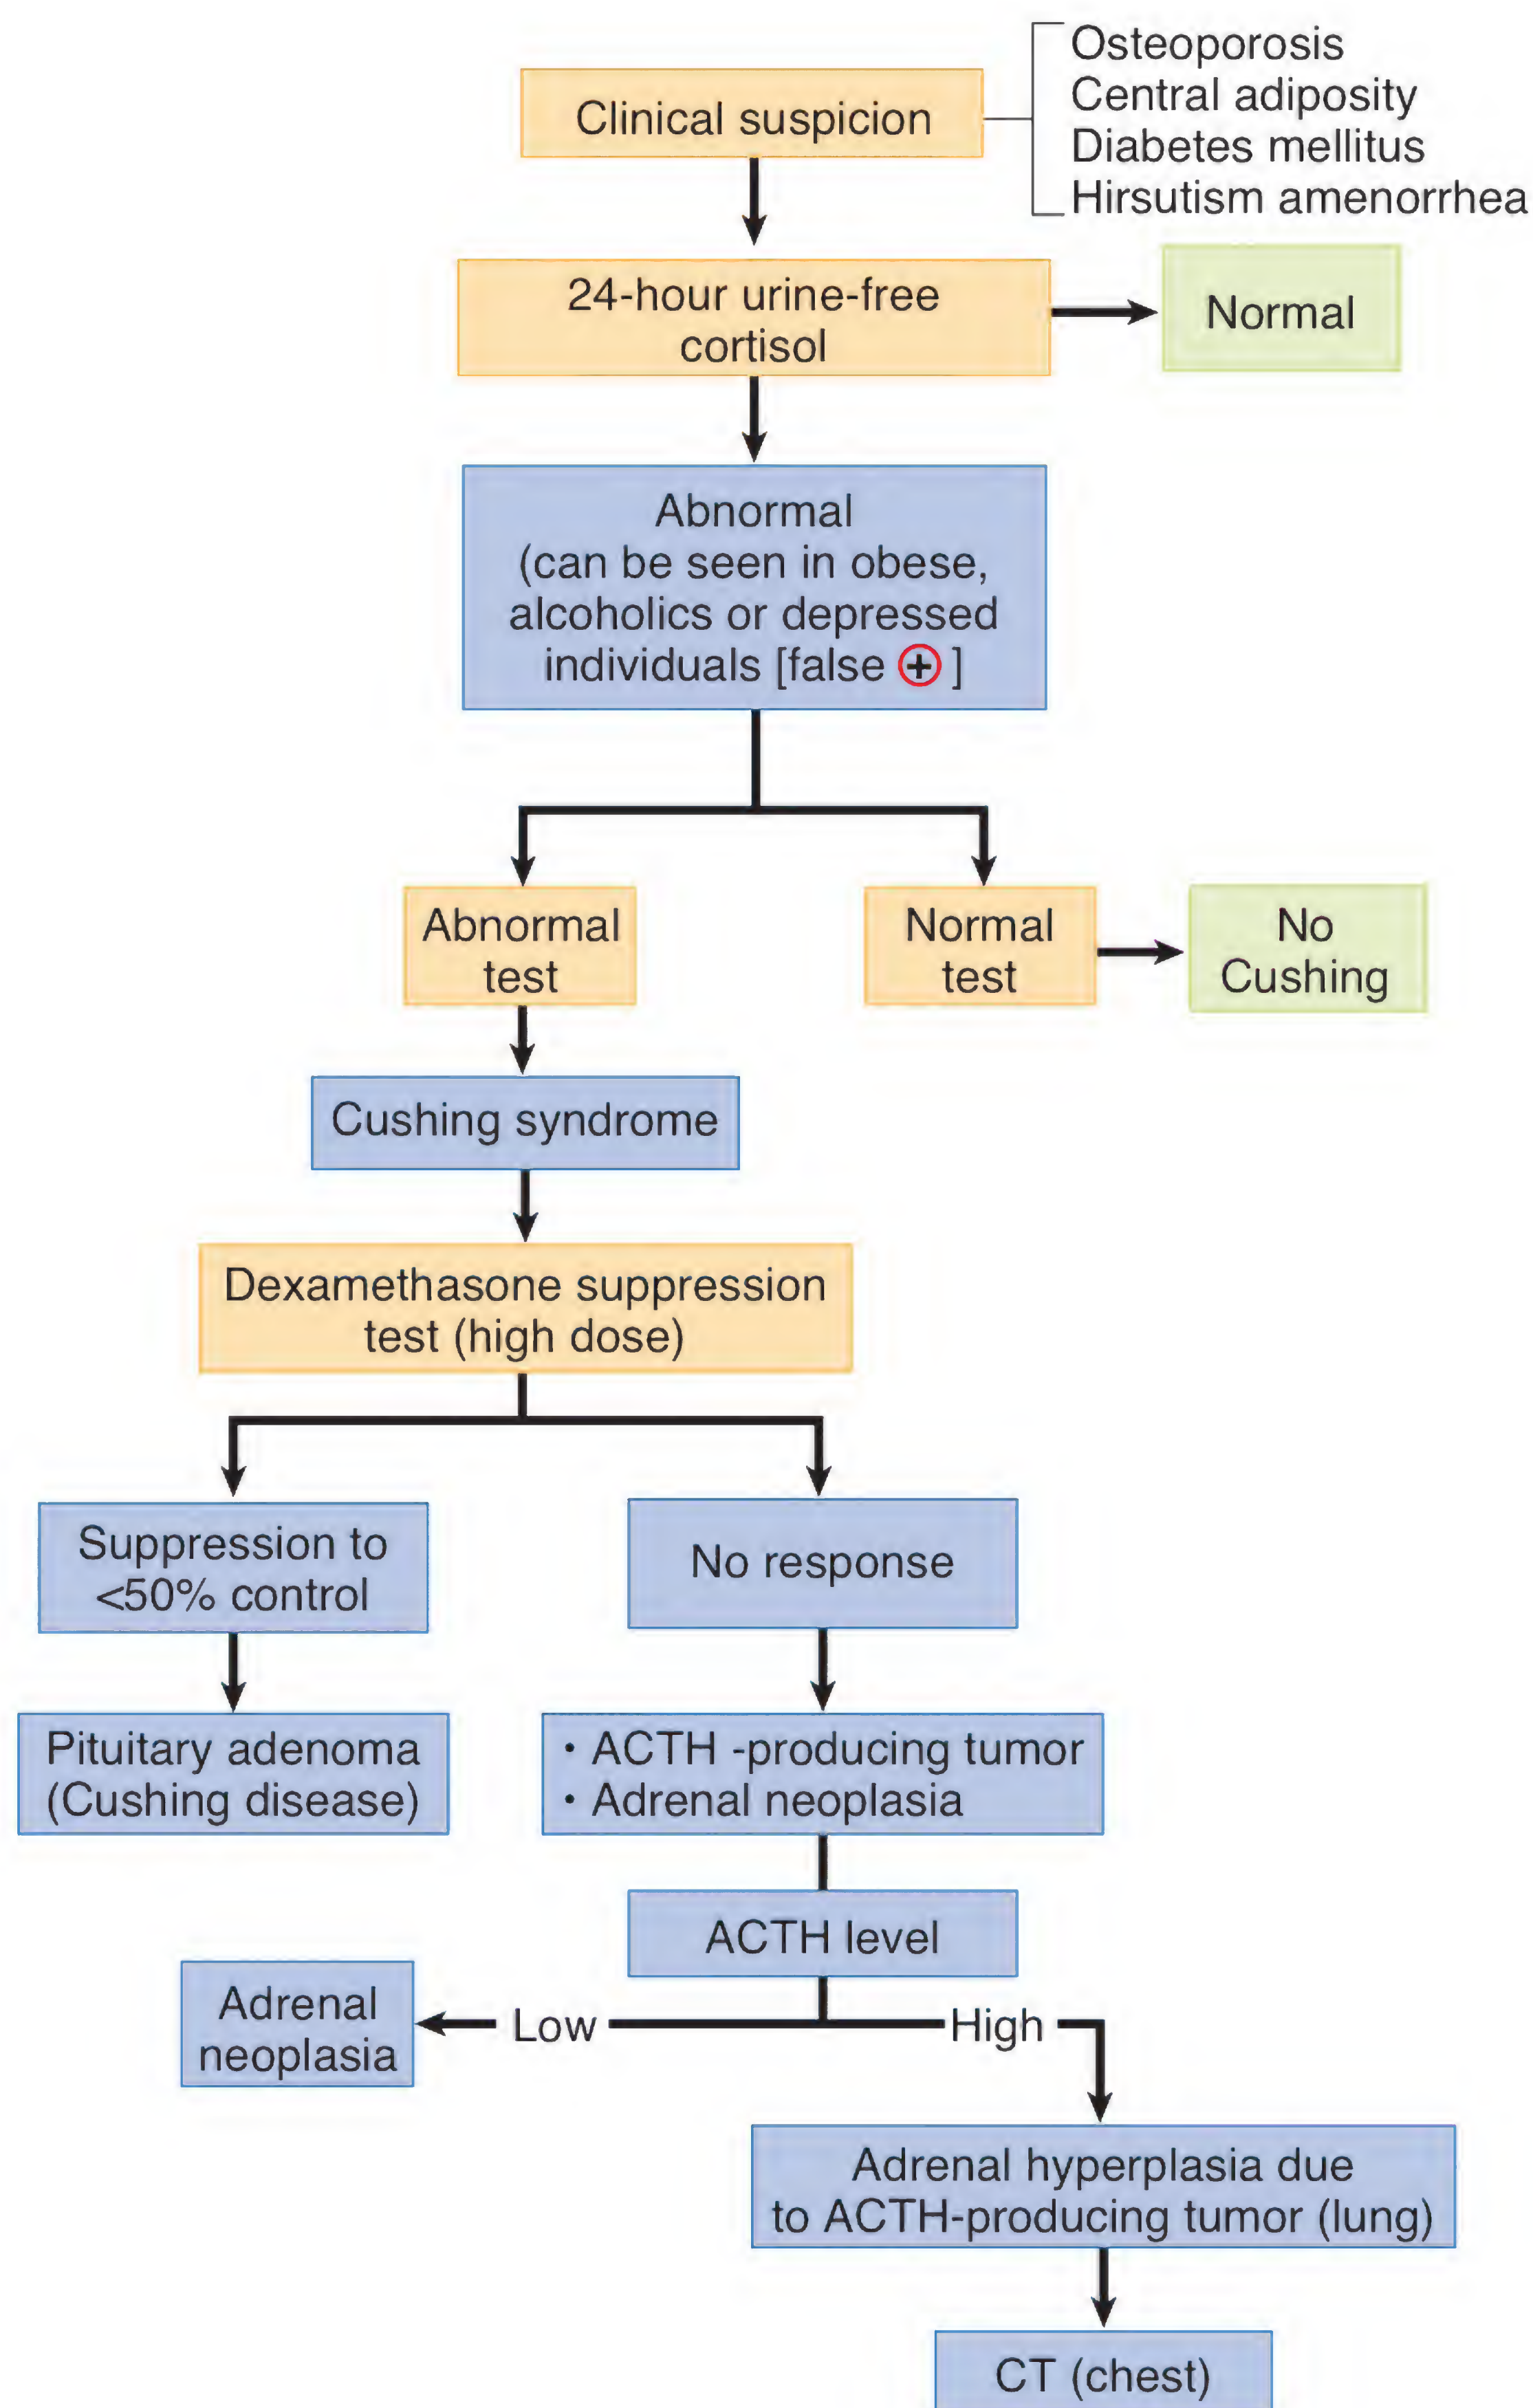 Clinical suspicion
Osteoporosis
Central adiposity
Diabetes mellitus
Hirsutism amenorrhea
24-hour urine-free
cortisol
Normal
Abnormal
(can be seen in obese,
alcoholics or depressed
individuals [false + ]
Abnormal
test
Normal
test
No
Cushing
Cushing syndrome
Dexamethasone suppression
test (high dose)
Suppression to
<50% control
No response
Pituitary adenoma
(Cushing disease)
• ACTH -producing tumor
• Adrenal neoplasia
ACTH level
Adrenal
neoplasia
Low
High
Adrenal hyperplasia due
to ACTH-producing tumor (lung)
CT (chest)